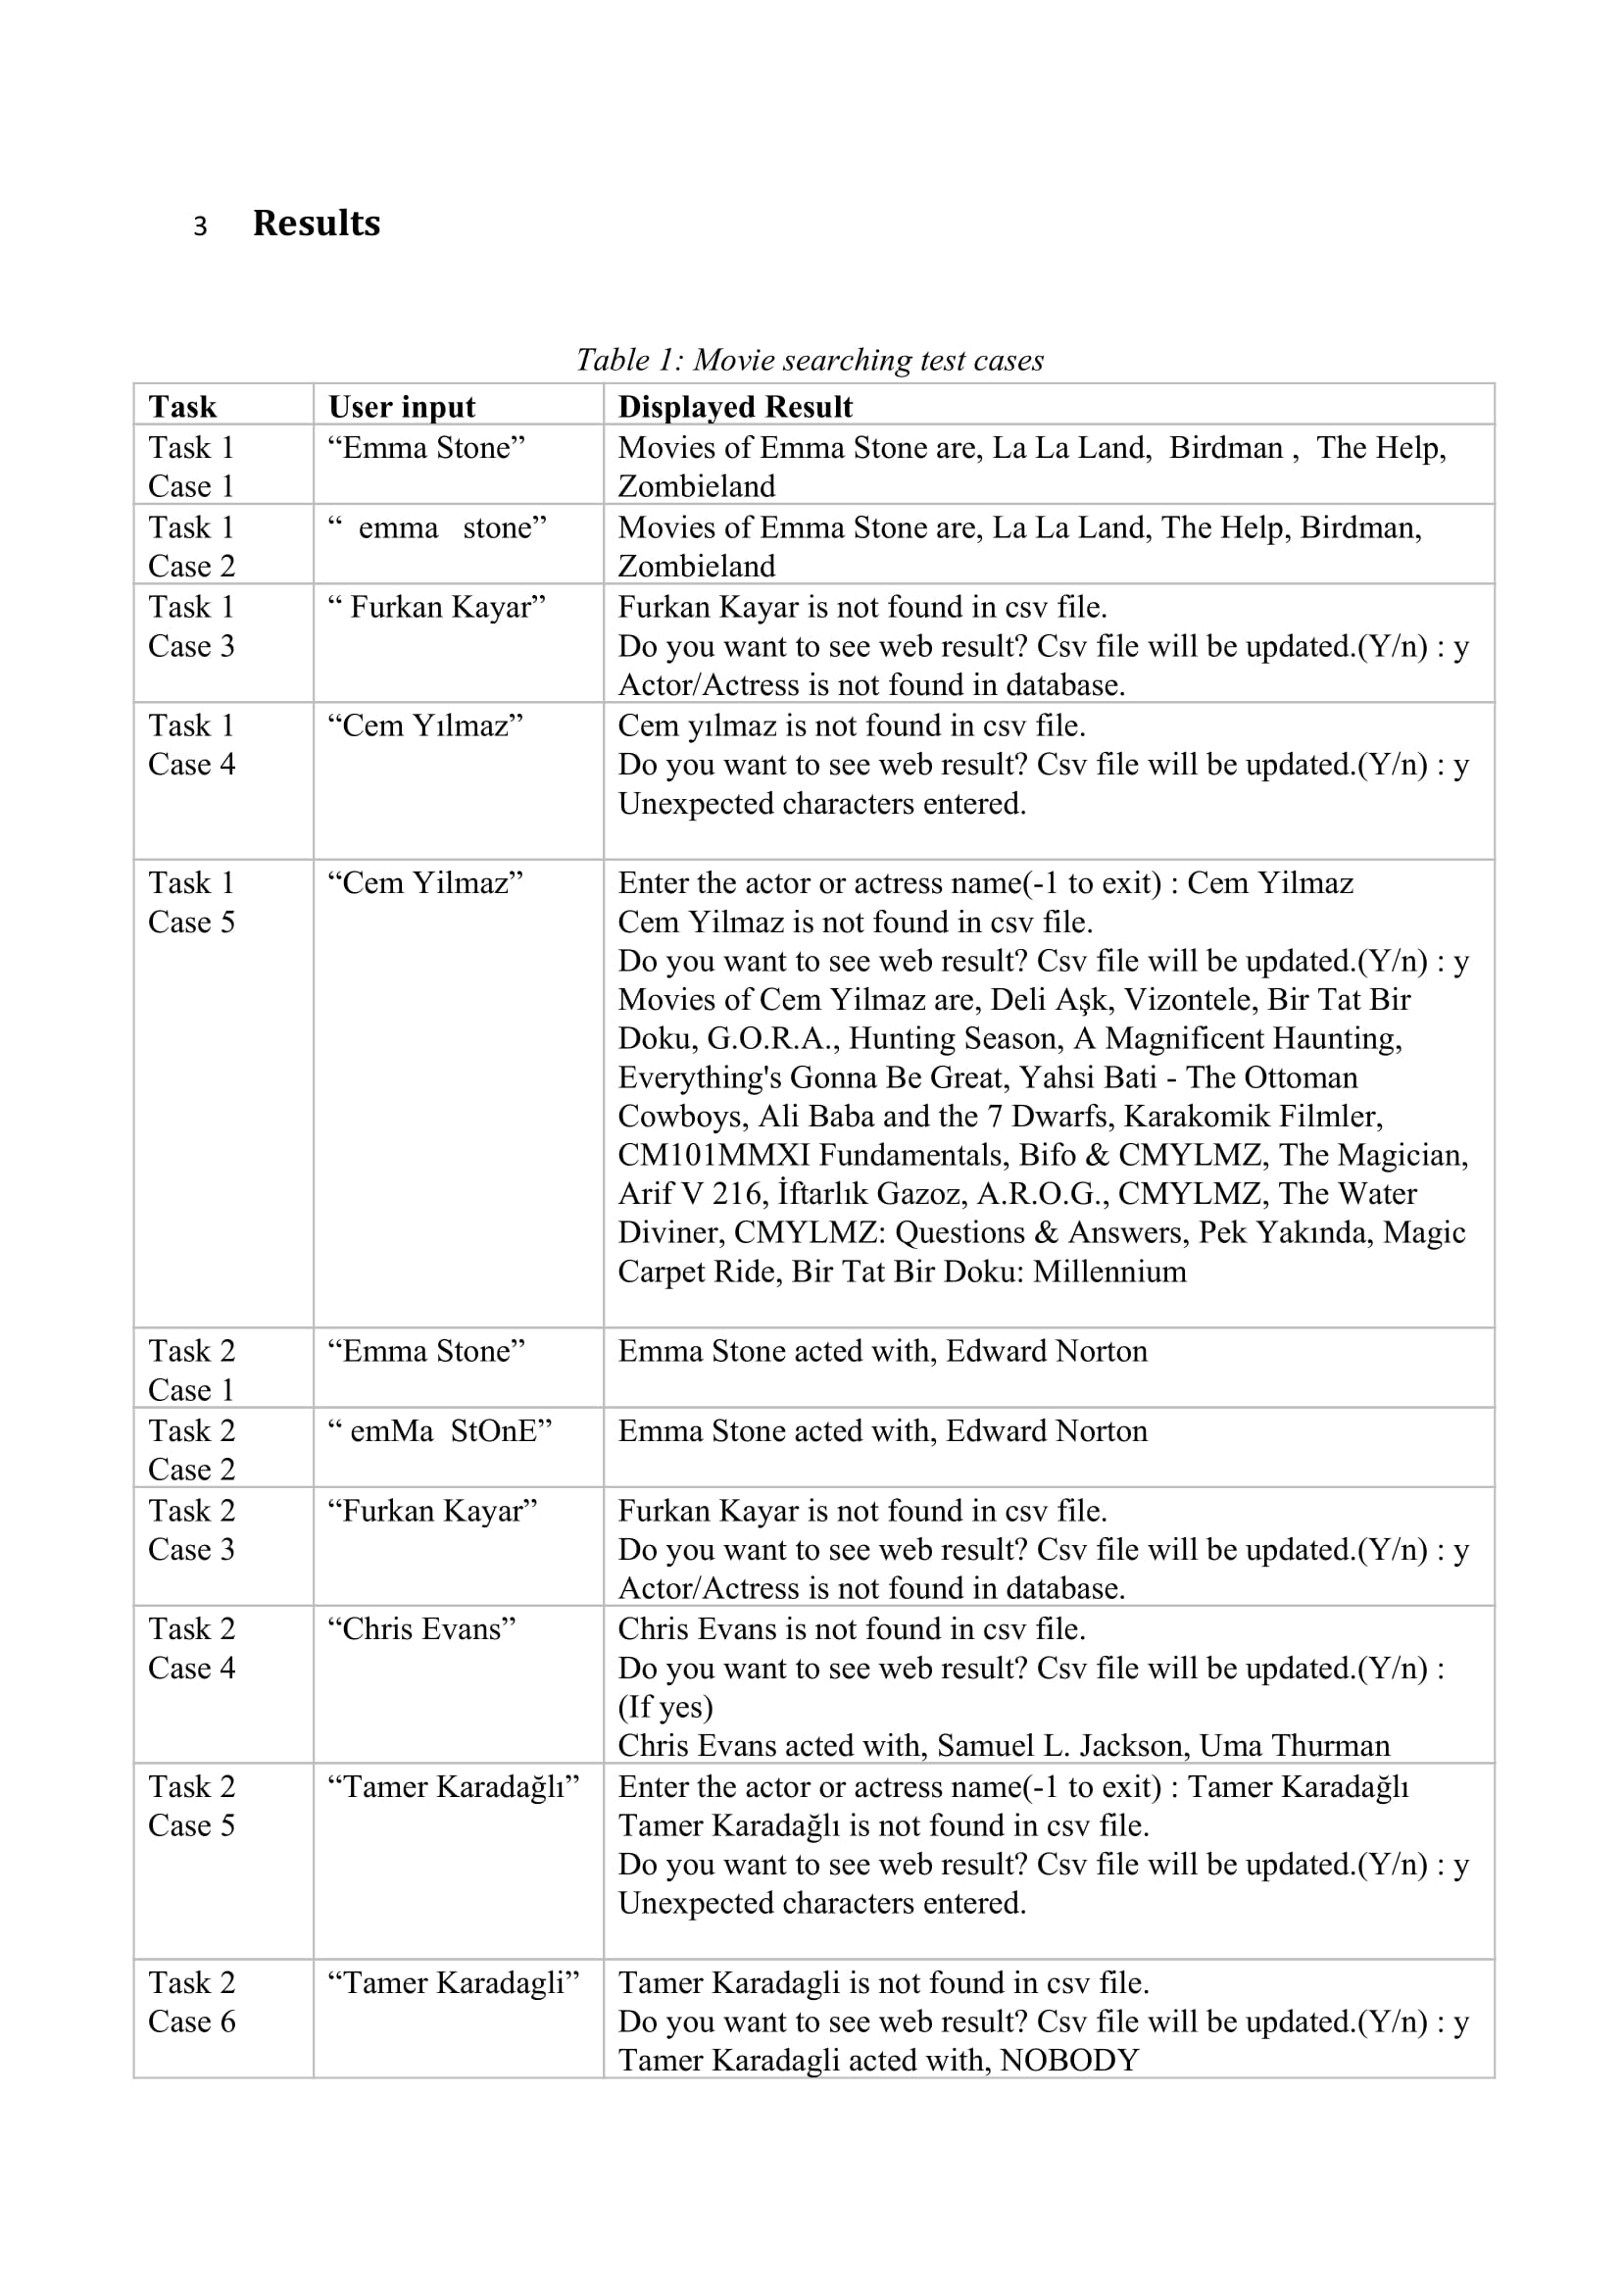 3 Results
Table 1: Movie searching test cases
Task User input Displayed Result
Task 1 “Emma Stone” Movies of Emma Stone are, La La Land,  Birdman ,  The Help,
Case 1 Zombieland
Task 1 “  emma   stone” Movies of Emma Stone are, La La Land, The Help, Birdman,
Case 2 Zombieland
Task 1 “ Furkan Kayar” Furkan Kayar is not found in csv file.
Case 3 Do you want to see web result? Csv file will be updated.(Y/n) : y
Actor/Actress is not found in database.
Task 1 “Cem Yılmaz” Cem yılmaz is not found in csv file.
Case 4 Do you want to see web result? Csv file will be updated.(Y/n) : y
Unexpected characters entered.
Task 1 “Cem Yilmaz” Enter the actor or actress name(-1 to exit) : Cem Yilmaz
Case 5 Cem Yilmaz is not found in csv file.
Do you want to see web result? Csv file will be updated.(Y/n) : y
Movies of Cem Yilmaz are, Deli Aşk, Vizontele, Bir Tat Bir
Doku, G.O.R.A., Hunting Season, A Magnificent Haunting,
Everything's Gonna Be Great, Yahsi Bati - The Ottoman
Cowboys, Ali Baba and the 7 Dwarfs, Karakomik Filmler,
CM101MMXI Fundamentals, Bifo & CMYLMZ, The Magician,
Arif V 216, İftarlık Gazoz, A.R.O.G., CMYLMZ, The Water
Diviner, CMYLMZ: Questions & Answers, Pek Yakında, Magic
Carpet Ride, Bir Tat Bir Doku: Millennium
Task 2 “Emma Stone” Emma Stone acted with, Edward Norton
Case 1
Task 2 “ emMa  StOnE” Emma Stone acted with, Edward Norton
Case 2
Task 2 “Furkan Kayar” Furkan Kayar is not found in csv file.
Case 3 Do you want to see web result? Csv file will be updated.(Y/n) : y
Actor/Actress is not found in database.
Task 2 “Chris Evans” Chris Evans is not found in csv file.
Case 4 Do you want to see web result? Csv file will be updated.(Y/n) :
(If yes)
Chris Evans acted with, Samuel L. Jackson, Uma Thurman
Task 2 “Tamer Karadağlı” Enter the actor or actress name(-1 to exit) : Tamer Karadağlı
Case 5 Tamer Karadağlı is not found in csv file.
Do you want to see web result? Csv file will be updated.(Y/n) : y
Unexpected characters entered.
Task 2 “Tamer Karadagli” Tamer Karadagli is not found in csv file.
Case 6 Do you want to see web result? Csv file will be updated.(Y/n) : y
Tamer Karadagli acted with, NOBODY